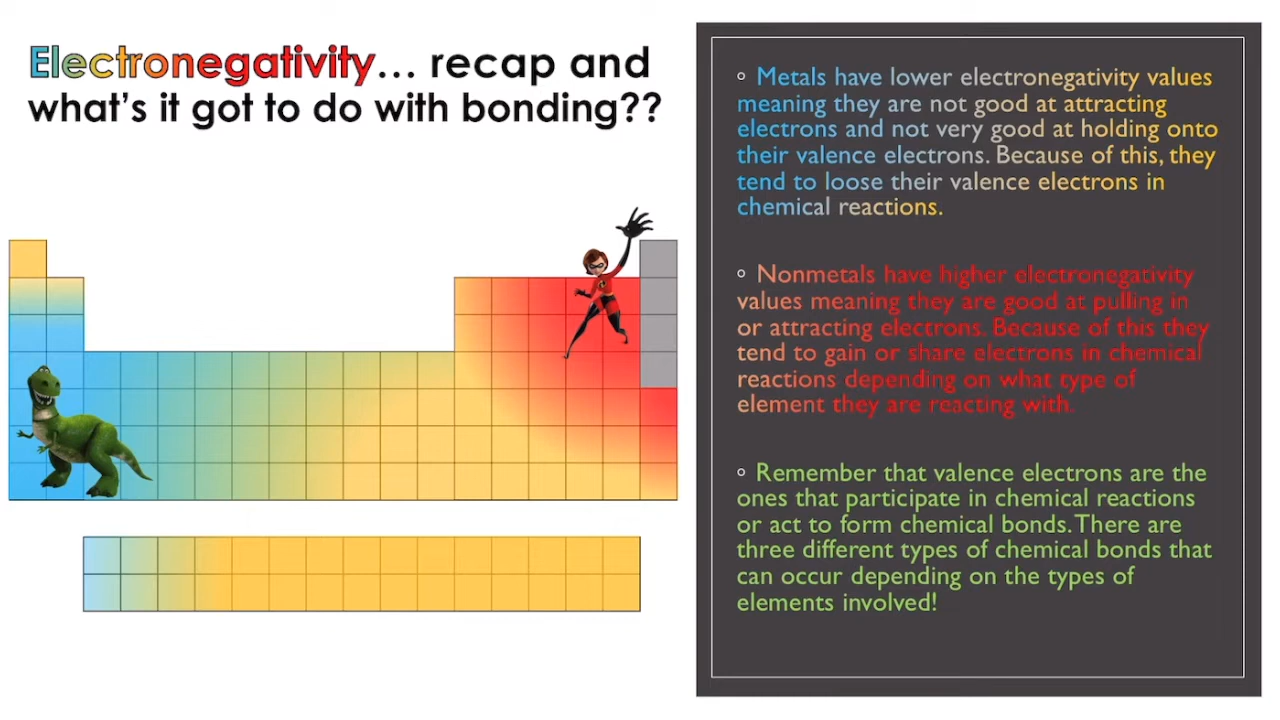 Electronegativity... recap and
what's it got to do with bonding??
Metals have lower electronegativity values
meaning they are not good at attracting
electrons and not very good at holding onto
their valence electrons. Because of this, they
tend to loose their valence electrons in
chemical reactions.
Nonmetals have higher electronegativity
values meaning they are good at pulling in
or attracting electrons. Because of this they
tend to gain or share electrons in chemical
reactions depending on what type of
element they are reacting with.
Remember that valence electrons are the
ones that participate in chemical reactions
or act to form chemical bonds. There are
three different types of chemical bonds that
can occur depending on the types of
elements involved!